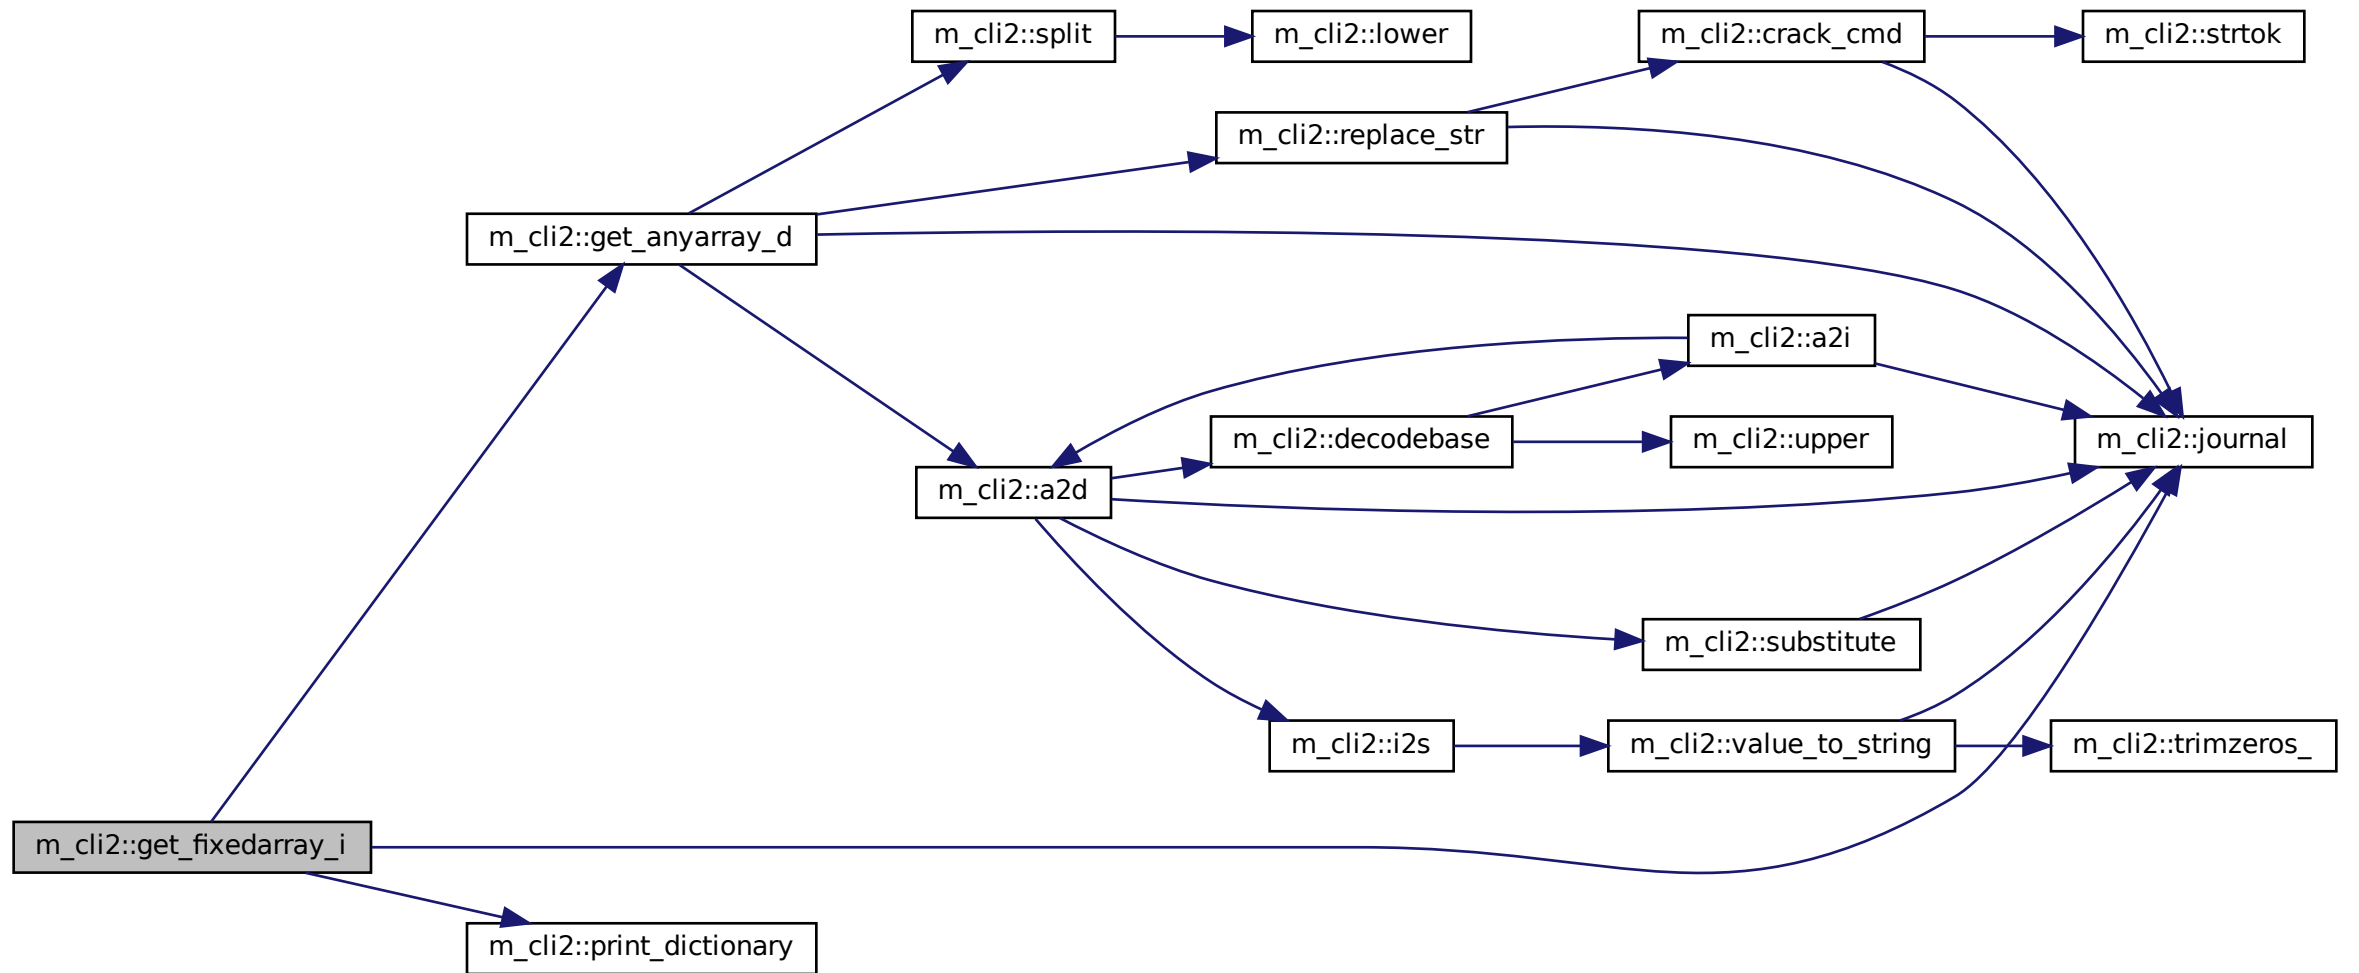 m_cli2::split
m_cli2::lower
m_cli2::crack_cmd
m_cli2::strtok
m_cli2::replace_str
m_cli2::get_anyarray_d
m_cli2::a2i
m_cli2::decodebase
m_cli2::upper
m_cli2::journal
m_cli2::a2d
m_cli2::substitute
m_cli2::i2s
m_cli2::value_to_string
m_cli2::trimzeros_
m_cli2::get_fixedarray_i
m_cli2::print_dictionary